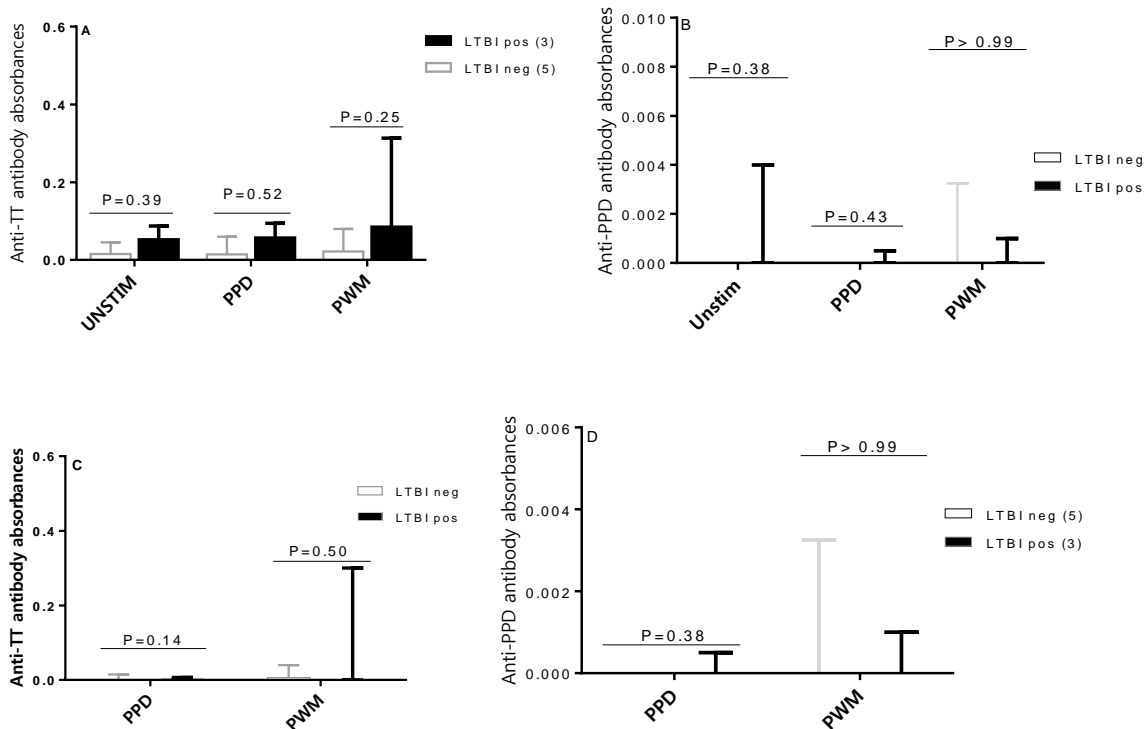 A
Anti-TT antibody absorbances
0.6
0.4
0.2
0.0
LTBI pos (3)
LTBI neg (5)
P=0.39
P=0.52
P=0.25
UNSTIM
PPD
PWM
B
Anti-PPD antibody absorbances
0.010
0.008
0.006
0.004
0.002
0.000
P=0.38
P=0.43
P> 0.99
LTBI neg
LTBI pos
Unstim
PPD
PWM
C
Anti-TT antibody absorbances
0.6
0.4
0.2
0.0
LTBI neg
LTBI pos
P=0.14
P=0.50
PPD
PWM
D
Anti-PPD antibody absorbances
0.006
0.004
0.002
0.000
P=0.38
P> 0.99
LTBI neg (5)
LTBI pos (3)
PPD
PWM